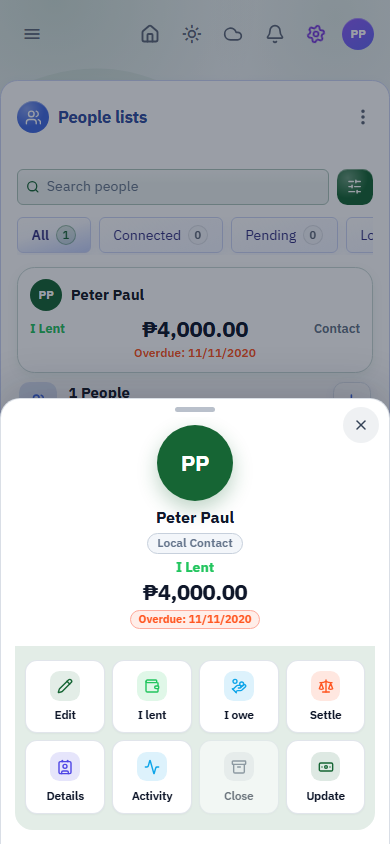 PP
People lists
Search people
All 1 Connected 0 Pending 0 Lo
PP Peter Paul
I Lent ₱4,000.00 Contact
Overdue: 11/11/2020
1 People
PP
Peter Paul
Local Contact
I Lent
₱4,000.00
Overdue: 11/11/2020
Edit I lent I owe Settle
Details Activity Close Update